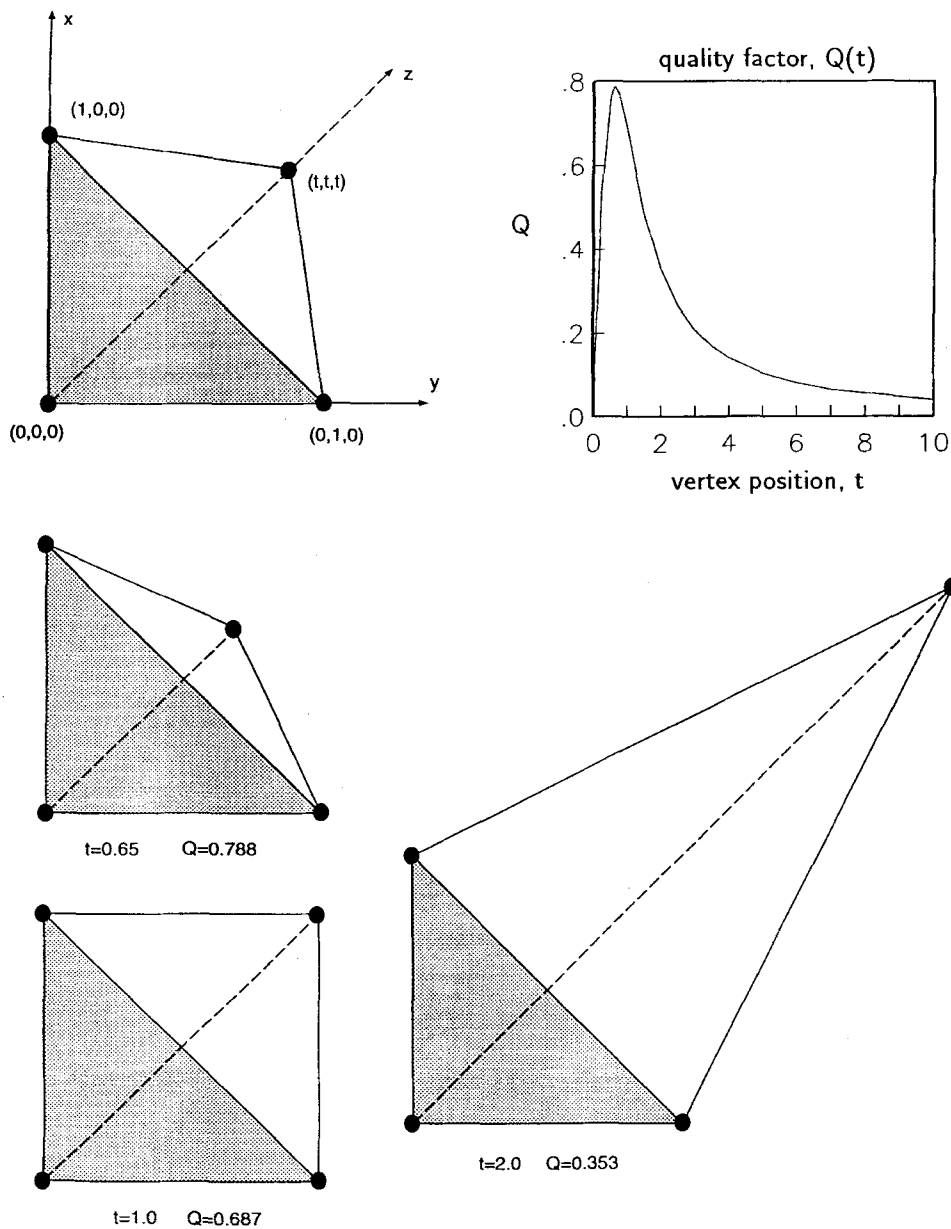 x
z
(1,0,0)
(t,t,t)
y
(0,0,0)
(0,1,0)
quality factor, Q(t)
.8
.6
Q
.4
.2
.0
0 2 4 6 8 10
vertex position, t
t=0.65 Q=0.788
t=2.0 Q=0.353
t=1.0 Q=0.687